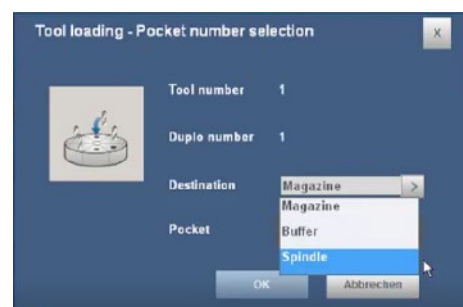 Tool loading - Pocket number selection X
Tool number 1
Duplo number 1
Destination Magazine >
Magazine
Pocket Buffer
Spindle
OK Abbrechen